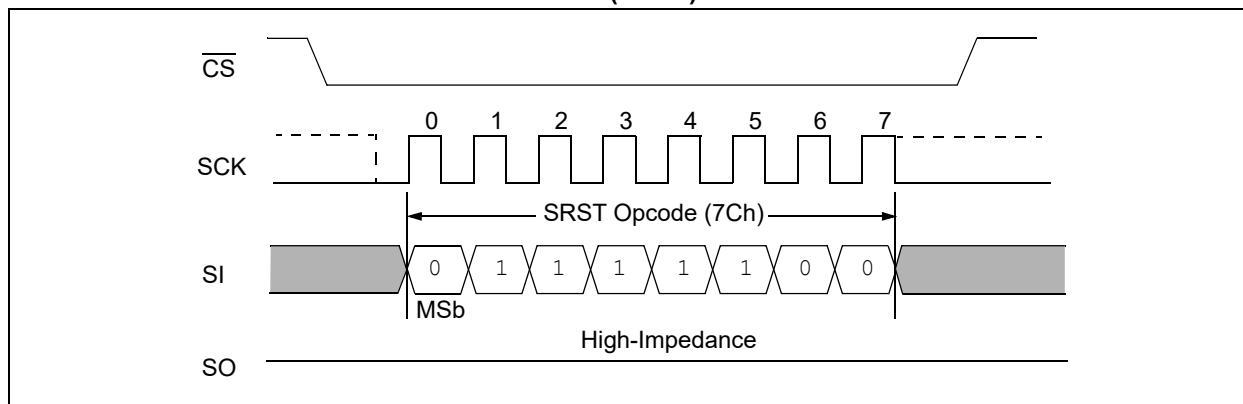 CS
0 1 2 3 4 5 6 7
SCK
SRST Opcode (7Ch)
SI
0 1 1 1 1 1 0 0
MSb
High-Impedance
SO